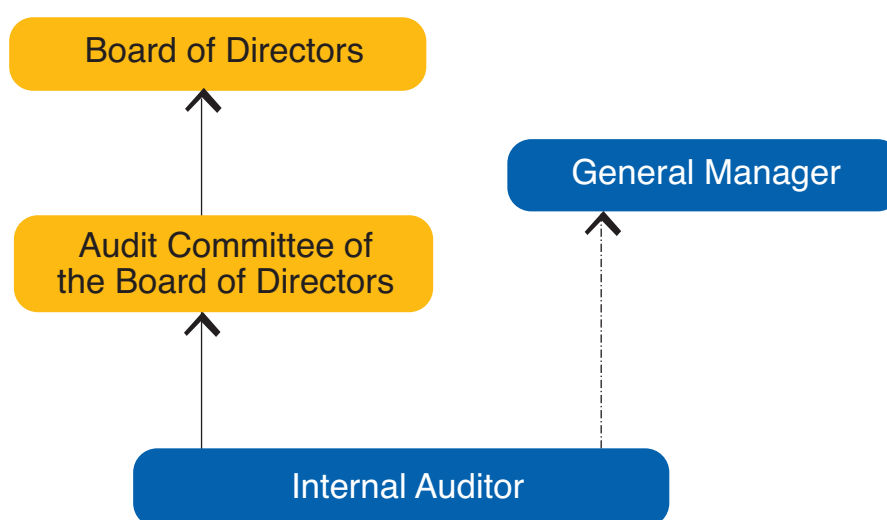 Board of Directors
General Manager
Audit Committee of
the Board of Directors
Internal Auditor